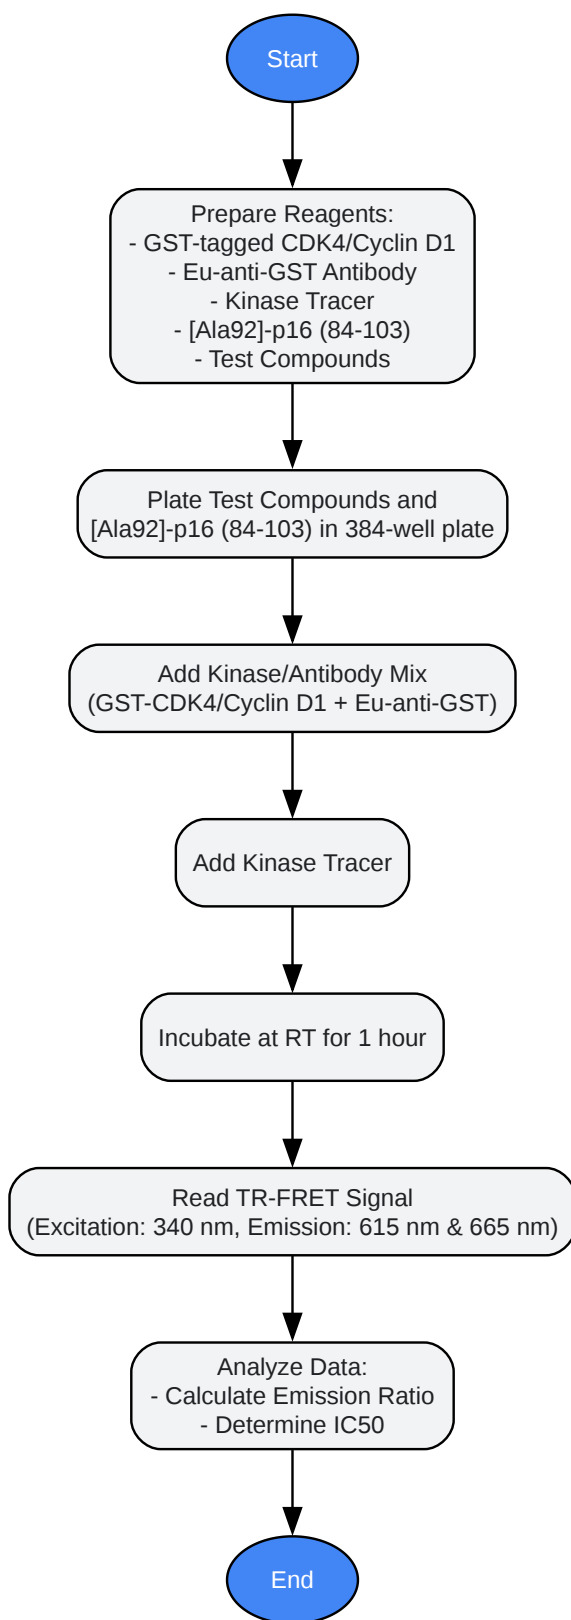 Start
Prepare Reagents:
- GST-tagged CDK4/Cyclin D1
- Eu-anti-GST Antibody
- Kinase Tracer
- [Ala92]-p16 (84-103)
- Test Compounds
Plate Test Compounds and
[Ala92]-p16 (84-103) in 384-well plate
Add Kinase/Antibody Mix
(GST-CDK4/Cyclin D1 + Eu-anti-GST)
Add Kinase Tracer
Incubate at RT for 1 hour
Read TR-FRET Signal
(Excitation: 340 nm, Emission: 615 nm & 665 nm)
Analyze Data:
- Calculate Emission Ratio
- Determine IC50
End